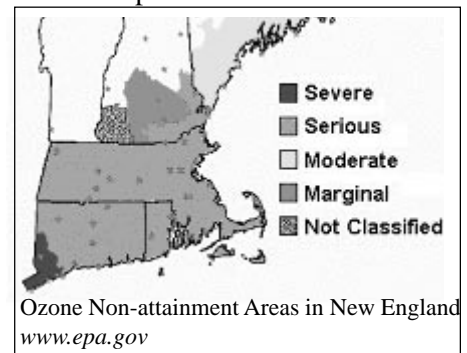 Severe
Serious
Moderate
Marginal
Not Classified
Ozone Non-attainment Areas in New England
www.epa.gov